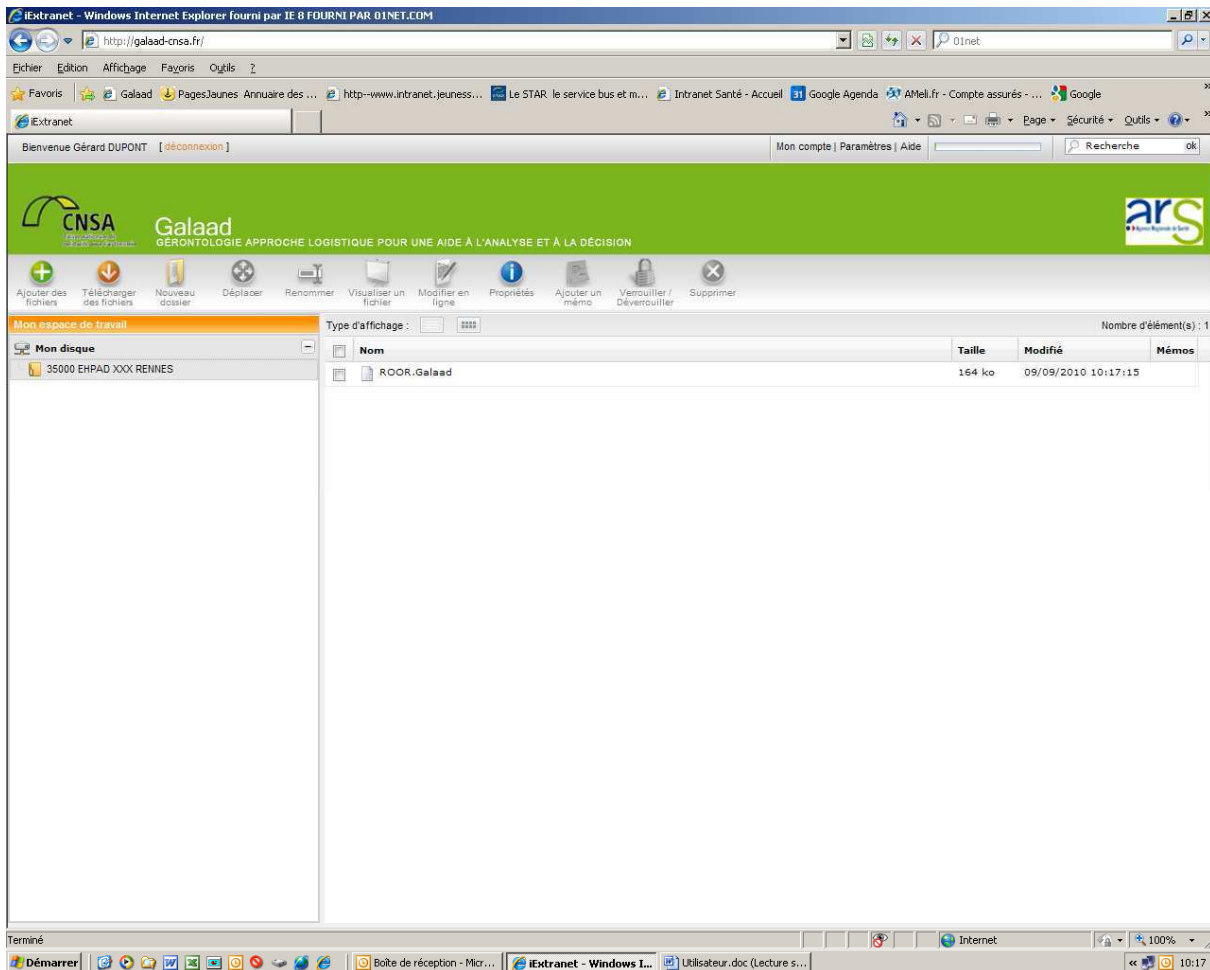 iExtranet - Windows Internet Explorer fourni par IE 8 FOURNI PAR 01NET.COM
http://galaad-cnsa.fr/ 01net
Fichier Edition Affichage Favoris Outils ?
Favoris Galaad PagesJaunes Annuaire des ... http--www.intranet.jeuness... Le STAR le service bus et m... Intranet Santé - Accueil 31 Google Agenda AMeli.fr - Compte assurés - ... Google
iExtranet Page Sécurité Outils
Bienvenue Gérard DUPONT [ déconnexion ] Mon compte | Paramètres | Aide Recherche ok
CNSA Galaad ars
GÉRONTOLOGIE APPROCHE LOGISTIQUE POUR UNE AIDE À L'ANALYSE ET À LA DÉCISION
Agence Régionale de Santé
Ajouter des fichiers Télécharger des fichiers Nouveau dossier Déplacer Renommer Visualiser un fichier Modifier en ligne Propriétés Ajouter un mémo Verrouiller / Déverrouiller Supprimer
Mon espace de travail Type d'affichage : Nombre d'élément(s) : 1
Mon disque Nom Taille Modifié Mémos
35000 EHPAD XXX RENNES ROOR.Galaad 164 ko 09/09/2010 10:17:15
Terminé Internet 100%
Démarrer Boîte de réception - Micr... iExtranet - Windows I... Utilisateur.doc (Lecture s... 10:17